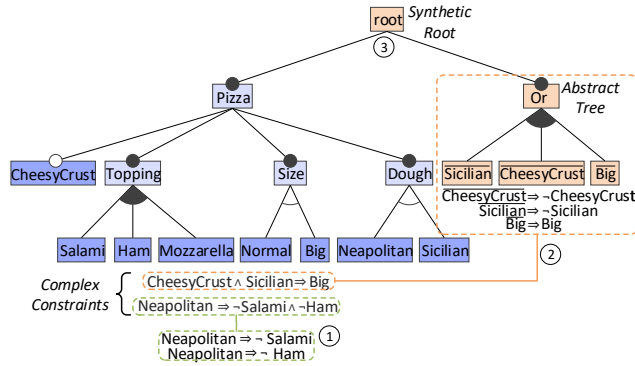 root
Synthetic
Root
③
Pizza
Or
Abstract
Tree
CheesyCrust
Topping
Size
Dough
Sicilian
CheesyCrust
Big
CheesyCrust⇒ ¬CheesyCrust
Sicilian⇒ ¬Sicilian
Big⇒ Big
Salami
Ham
Mozzarella
Normal
Big
Neapolitan
Sicilian
②
Complex
Constraints
CheesyCrust ∧ Sicilian⇒ Big
Neapolitan ⇒ ¬Salami ∧ ¬Ham
①
Neapolitan⇒ ¬ Salami
Neapolitan⇒ ¬ Ham